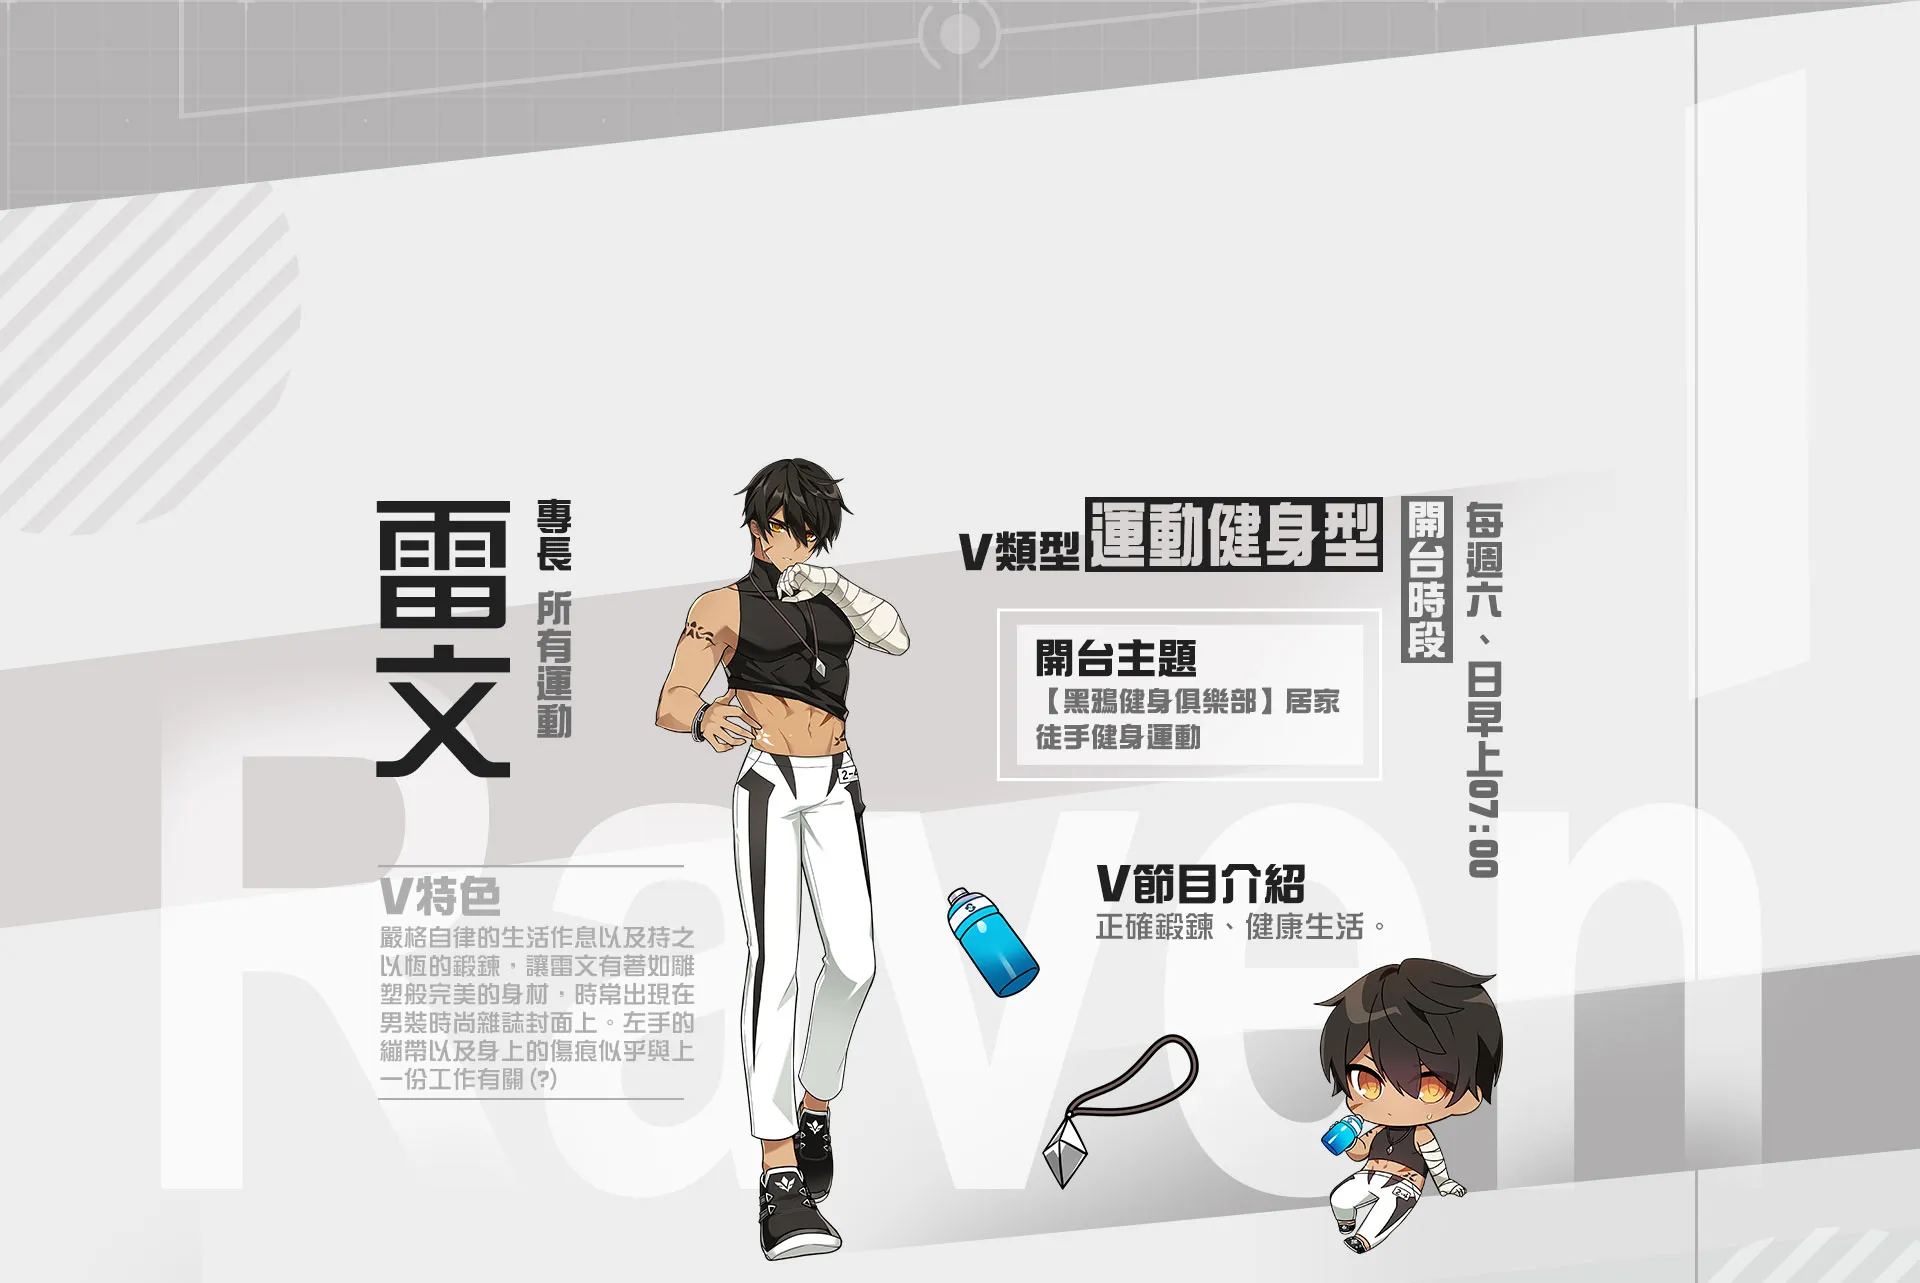 雷文
專長 所有運動
V特色
嚴格自律的生活作息以及持之
以恆的鍛鍊，讓雷文有著如雕
塑般完美的身材，時常出現在
男裝時尚雜誌封面上。左手的
繃帶以及身上的傷痕似乎與上
一份工作有關(?)
2-4
V類型 運動健身型
開台主題
【黑鴉健身俱樂部】居家
徒手健身運動
開台時段
每週六、日早上07:00
V節目介紹
正確鍛鍊、健康生活。
2-4
Raven